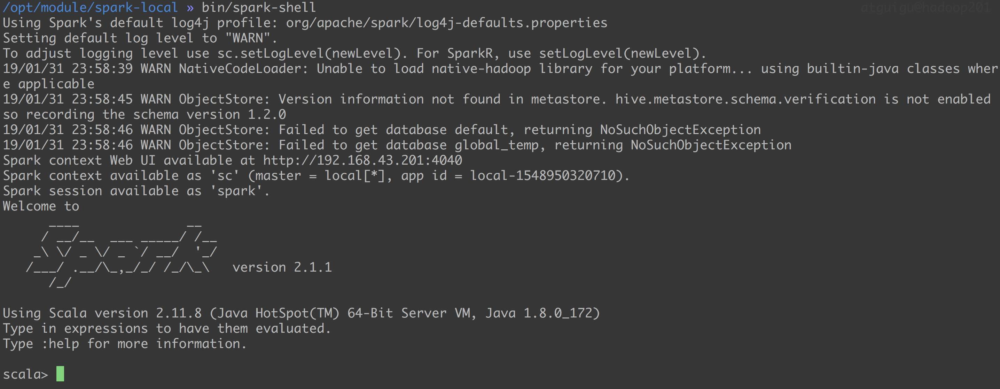 /opt/module/spark-local » bin/spark-shell atguigu@hadoop201
Using Spark's default log4j profile: org/apache/spark/log4j-defaults.properties
Setting default log level to "WARN".
To adjust logging level use sc.setLogLevel(newLevel). For SparkR, use setLogLevel(newLevel).
19/01/31 23:58:39 WARN NativeCodeLoader: Unable to load native-hadoop library for your platform... using builtin-java classes wher
e applicable
19/01/31 23:58:45 WARN ObjectStore: Version information not found in metastore. hive.metastore.schema.verification is not enabled
so recording the schema version 1.2.0
19/01/31 23:58:46 WARN ObjectStore: Failed to get database default, returning NoSuchObjectException
19/01/31 23:58:46 WARN ObjectStore: Failed to get database global_temp, returning NoSuchObjectException
Spark context Web UI available at http://192.168.43.201:4040
Spark context available as 'sc' (master = local[*], app id = local-1548950320710).
Spark session available as 'spark'.
Welcome to
      ____              __
     / __/__  ___ _____/ /__
    _\ \/ _ \/ _ `/ __/  '_/
   /___/ .__/\_,_/_/ /_/\_\   version 2.1.1
      /_/
Using Scala version 2.11.8 (Java HotSpot(TM) 64-Bit Server VM, Java 1.8.0_172)
Type in expressions to have them evaluated.
Type :help for more information.
scala>